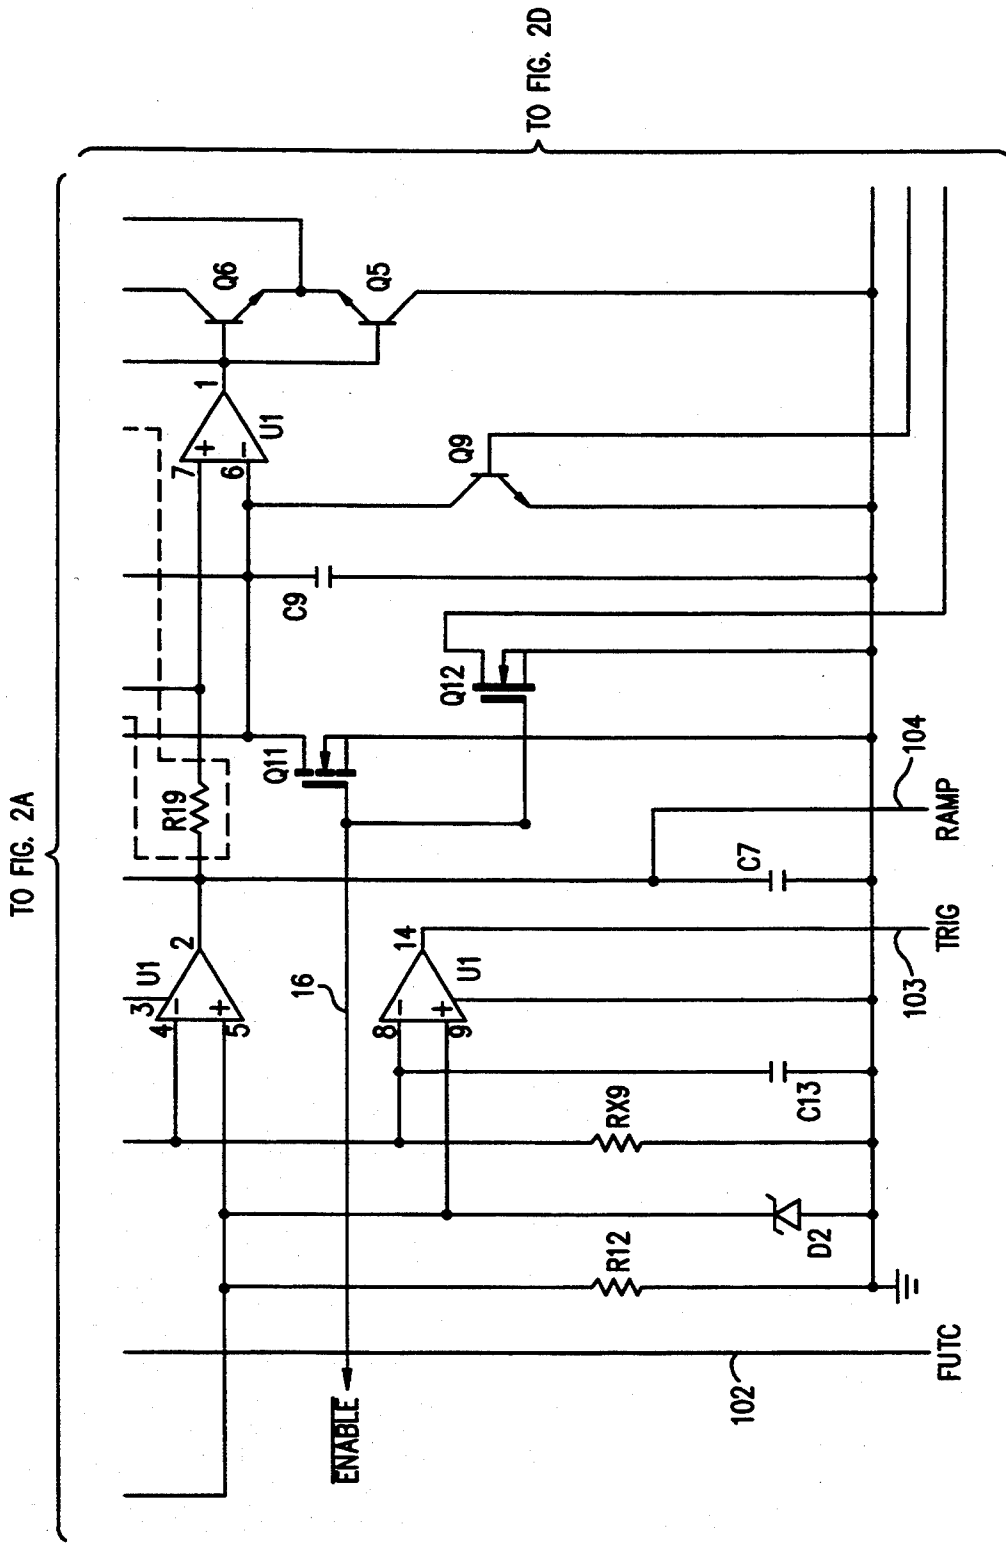 TO FIG. 2A
TO FIG. 2D
Q6
Q5
1
U1
7
+
6
−
Q9
C9
Q12
Q11
R19
104
RAMP
C7
2
U1
3
4
−
5
+
16
14
U1
8
−
9
+
TRIG
103
C13
RX9
D2
R12
ENABLE
102
FUTC